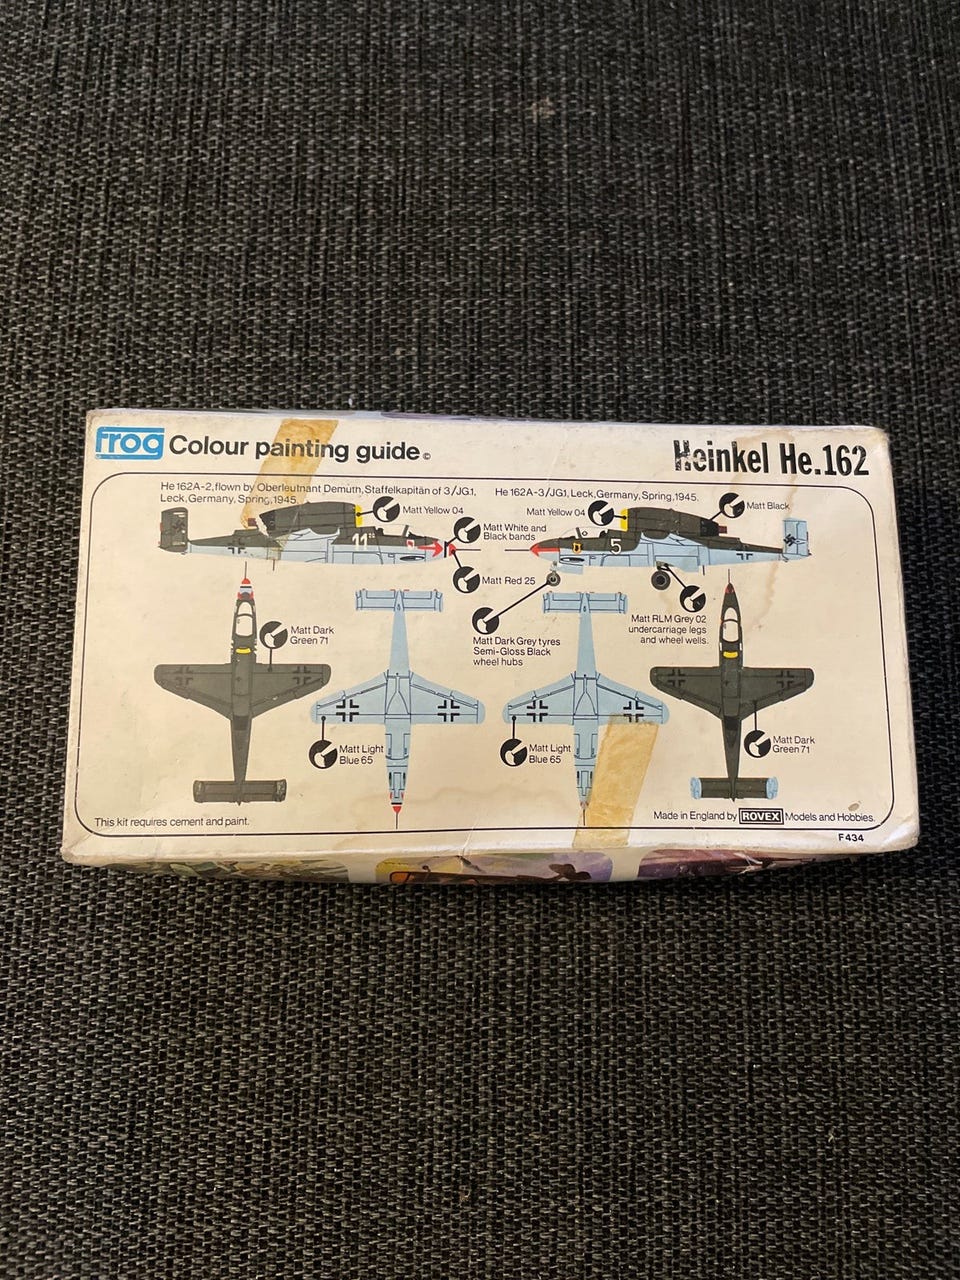 frog Colour painting guide ©
Heinkel He.162
He 162A-2, flown by Oberleutnant Demuth, Staffelkapitän of 3/JG1,
Leck, Germany, Spring, 1945.
He 162A-3/JG1, Leck, Germany, Spring, 1945.
Matt Yellow 04
Matt Yellow 04
Matt Black
Matt White and
Black bands
11
5
Matt Red 25
Matt Dark
Green 71
Matt Dark Grey tyres
Semi-Gloss Black
wheel hubs
Matt RLM Grey 02
undercarriage legs
and wheel wells.
Matt Light
Blue 65
Matt Light
Blue 65
Matt Dark
Green 71
This kit requires cement and paint.
Made in England by ROVEX Models and Hobbies.
F434